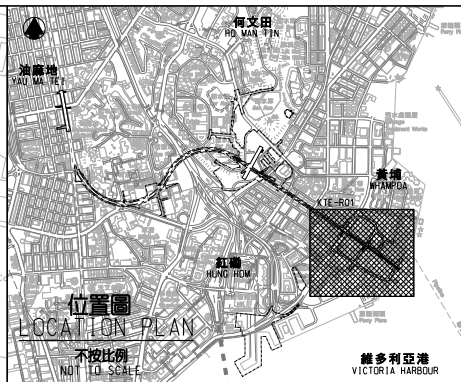 何文田
HO MAN TIN
油麻地
YAU MA TEI
黃埔
WHAMPOA
KTE-R01
紅磡
HUNG HOM
位置圖
LOCATION PLAN
不按比例
NOT TO SCALE
維多利亞港
VICTORIA HARBOUR